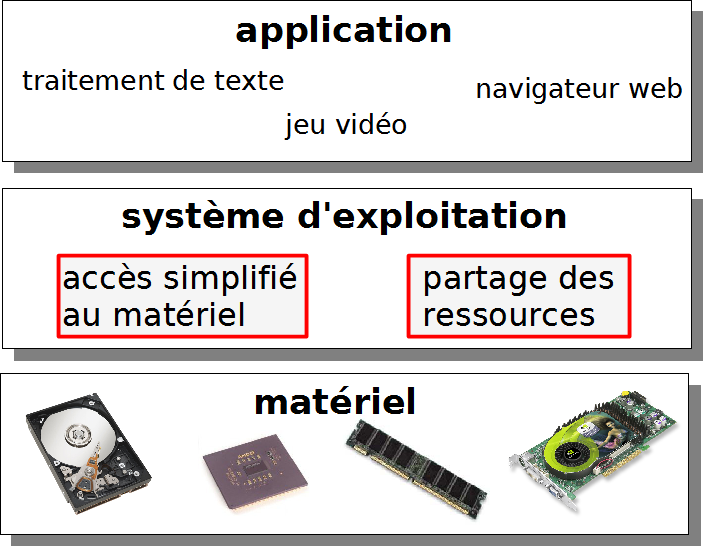 application
traitement de texte
navigateur web
jeu vidéo
système d'exploitation
accès simplifié
au matériel
partage des
ressources
matériel